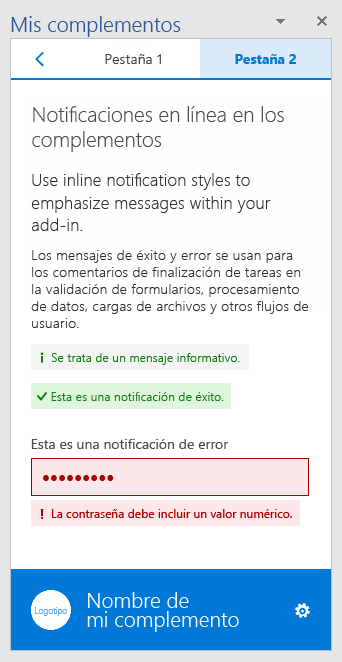 Mis complementos
Pestaña 1
Pestaña 2
Notificaciones en línea en los
complementos
Use inline notification styles to
emphasize messages within your
add-in.
Los mensajes de éxito y error se usan para
los comentarios de finalización de tareas en
la validación de formularios, procesamiento
de datos, cargas de archivos y otros flujos de
usuario.
Se trata de un mensaje informativo.
Esta es una notificación de éxito.
Esta es una notificación de error
●●●●●●●●●
! La contraseña debe incluir un valor numérico.
Logotipo
Nombre de
mi complemento